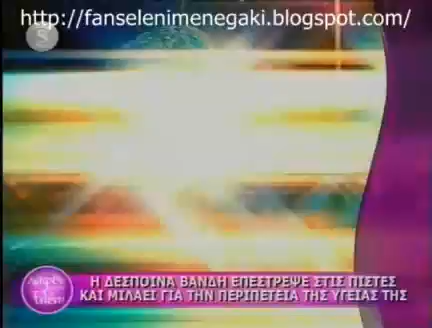 http://fanselenimenegaki.blogspot.com/
S
Η ΔΕΣΠΟΙΝΑ ΒΑΝΔΗ ΕΠΕΣΤΡΕΨΕ ΣΤΙΣ ΠΙΣΤΕΣ
ΚΑΙ ΜΙΛΑΕΙ ΓΙΑ ΤΗΝ ΠΕΡΙΠΕΤΕΙΑ ΤΗΣ ΥΓΕΙΑΣ ΤΗΣ